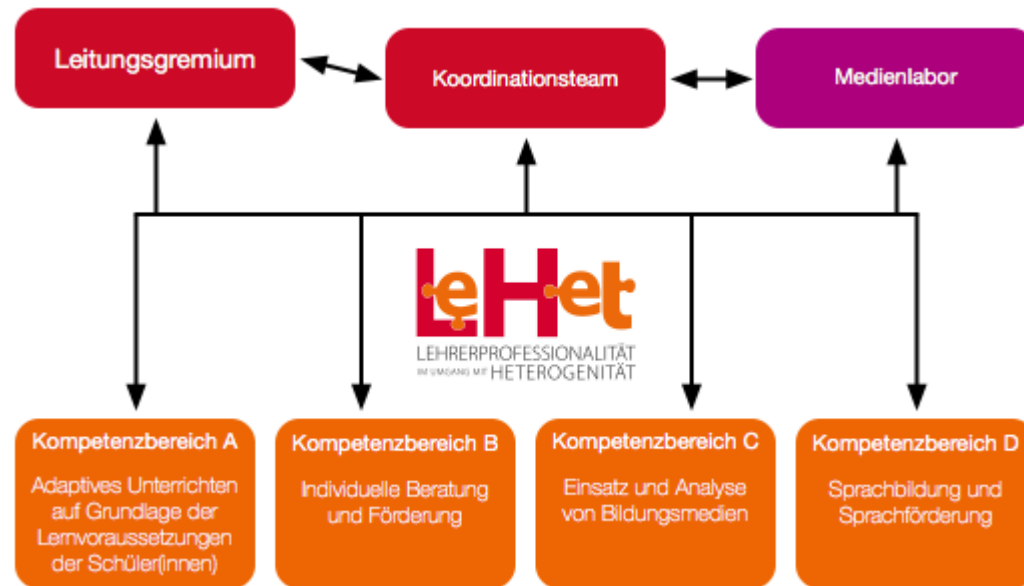 Leitungsgremium
Koordinationsteam
Medienlabor
LeHet
LEHRERPROFESSIONALITÄT
IM UMGANG MIT HETEROGENITÄT
Kompetenzbereich A
Adaptives Unterrichten
auf Grundlage der
Lernvoraussetzungen
der Schüler(innen)
Kompetenzbereich B
Individuelle Beratung
und Förderung
Kompetenzbereich C
Einsatz und Analyse
von Bildungsmedien
Kompetenzbereich D
Sprachbildung und
Sprachförderung